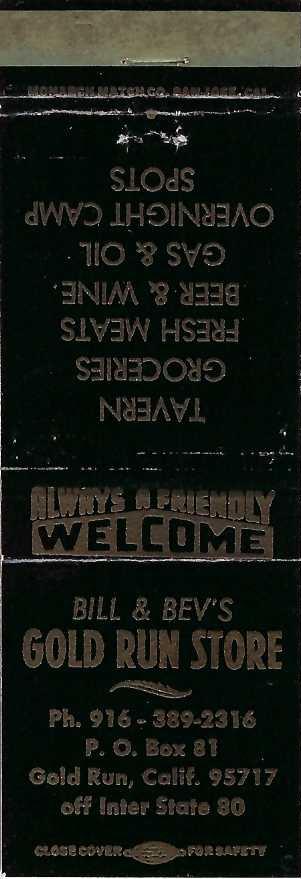 MONARCH MATCH CO. SAN JOSE, CAL.
TAVERN
GROCERIES
FRESH MEATS
BEER & WINE
GAS & OIL
OVERNIGHT CAMP
SPOTS
ALWAYS A FRIENDLY
WELCOME
BILL & BEV'S
GOLD RUN STORE
Ph. 916 - 389-2316
P. O. Box 81
Gold Run, Calif. 95717
off Inter State 80
CLOSE COVER FOR SAFETY